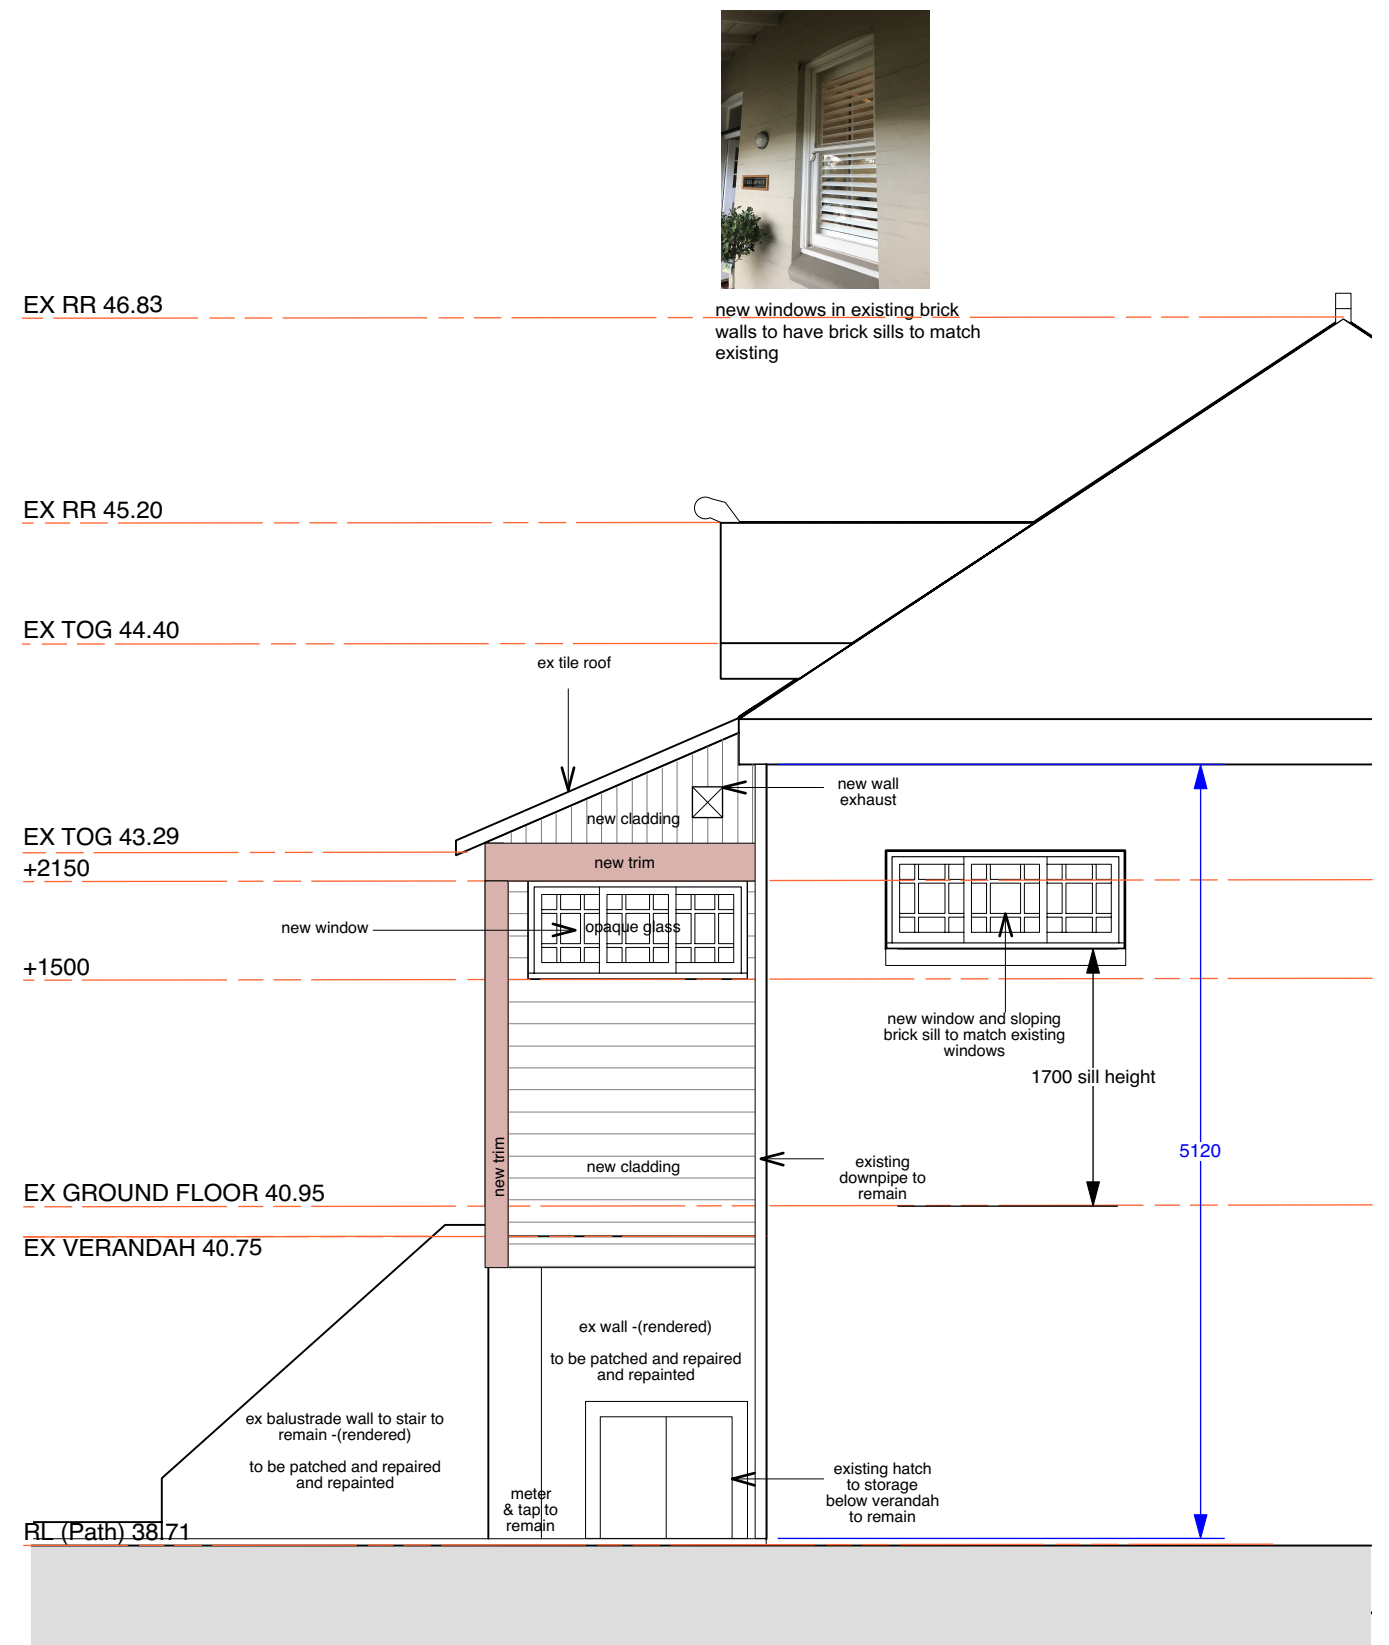 new windows in existing brick
walls to have brick sills to match
existing
EX RR 46.83
EX RR 45.20
EX TOG 44.40
ex tile roof
new wall
exhaust
new cladding
EX TOG 43.29
+2150
new trim
new window
opaque glass
+1500
new window and sloping
brick sill to match existing
windows
1700 sill height
5120
new trim
new cladding
existing
downpipe to
remain
EX GROUND FLOOR 40.95
EX VERANDAH 40.75
ex wall -(rendered)
to be patched and repaired
and repainted
ex balustrade wall to stair to
remain -(rendered)
to be patched and repaired
and repainted
meter
& tap to
remain
existing hatch
to storage
below verandah
to remain
RL (Path) 38.71